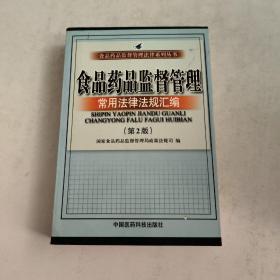 食品药品监督管理法律系列丛书
食品药品监督管理
常用法律法规汇编
SHIPIN YAOPIN JIANDU GUANLI
CHANGYONG FALU FAGUI HUIBIAN
(第2版)
国家食品药品监督管理局政策法规司 编
中国医药科技出版社